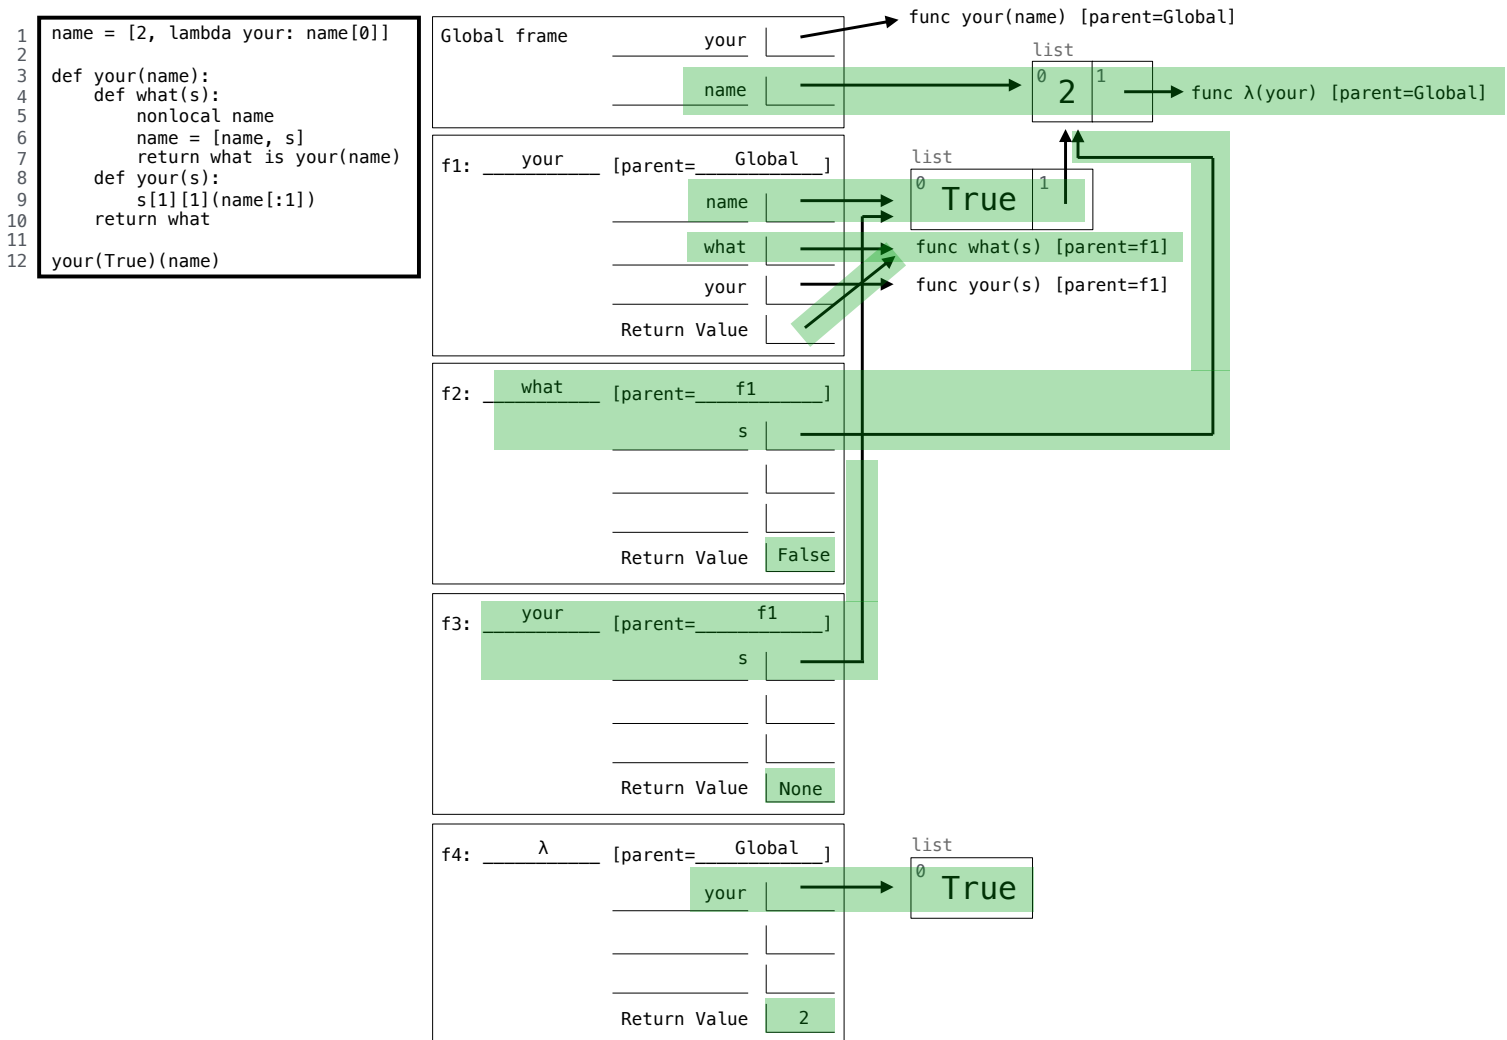 1 name = [2, lambda your: name[0]]
2
3 def your(name):
4     def what(s):
5         nonlocal name
6         name = [name, s]
7         return what is your(name)
8     def your(s):
9         s[1][1](name[:1])
10     return what
11
12 your(True)(name)
Global frame
your
func your(name) [parent=Global]
name
list
0 2 1
func λ(your) [parent=Global]
f1: your [parent=Global]
name
list
0 True 1
what
func what(s) [parent=f1]
your
func your(s) [parent=f1]
Return Value
f2: what [parent=f1]
s
Return Value False
f3: your [parent=f1]
s
Return Value None
f4: λ [parent=Global]
your
list
0 True
Return Value 2